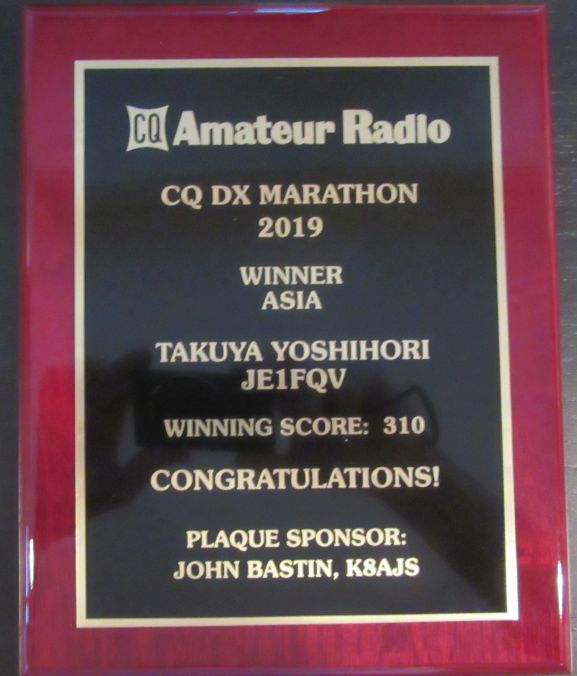 CQ Amateur Radio
CQ DX MARATHON
2019
WINNER
ASIA
TAKUYA YOSHIHORI
JE1FQV
WINNING SCORE: 310
CONGRATULATIONS!
PLAQUE SPONSOR:
JOHN BASTIN, K8AJS